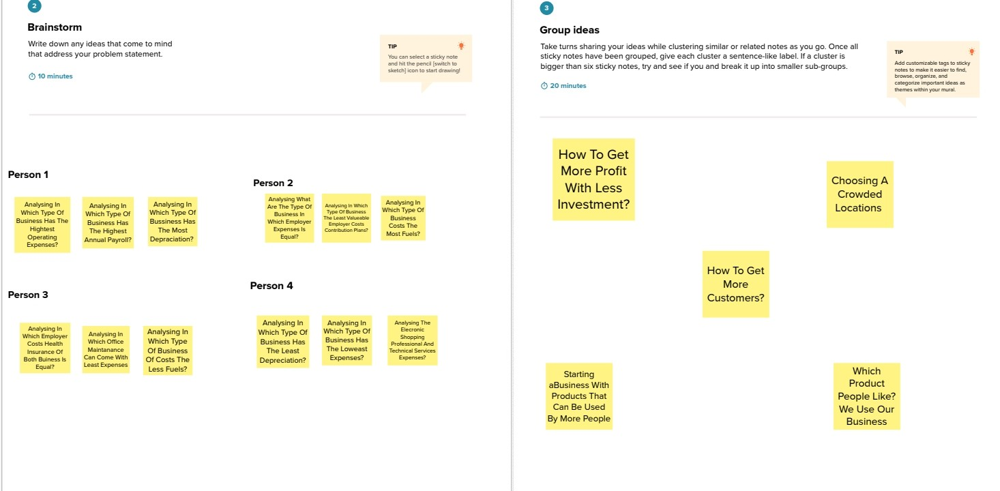 2
Brainstorm
Write down any ideas that come to mind
that address your problem statement.
10 minutes
TIP
You can select a sticky note
and hit the pencil [switch to
sketch] icon to start drawing!
Person 1
Analysing In
Which Type Of
Business Has The
Hightest
Operating
Expenses?
Analysing In
Which Type Of
Business Has
The Highest
Annual Payroll?
Analysing In
Which Type Of
Bussiness Has
The Most
Depraciation?
Person 2
Analysing What
Are The Type Of
Business In
Which Employer
Expenses Is
Equal?
Analysing In Which
Type Of Business
The Least Valueable
Employer Costs
Contribution Plans?
Analysing In
Which Type Of
Business
Costs The
Most Fuels?
Person 3
Analysing In
Which Employer
Costs Health
Insurance Of
Both Buiness Is
Equal?
Analysing In
Which Office
Maintanance
Can Come With
Least Expenses
Analysing In
Which Type
Of Business
Of Costs The
Less Fuels?
Person 4
Analysing In
Which Type Of
Business Has
The Least
Depreciation?
Analysing In
Which Type Of
Business Has
The Loweast
Expenses?
Analysing The
Elecronic
Shopping
Professional And
Technical Services
Expenses?
3
Group ideas
Take turns sharing your ideas while clustering similar or related notes as you go. Once all
sticky notes have been grouped, give each cluster a sentence-like label. If a cluster is
bigger than six sticky notes, try and see if you and break it up into smaller sub-groups.
20 minutes
TIP
Add customizable tags to sticky
notes to make it easier to find,
browse, organize, and
categorize important ideas as
themes within your mural.
How To Get
More Profit
With Less
Investment?
Choosing A
Crowded
Locations
How To Get
More
Customers?
Starting
aBusiness With
Products That
Can Be Used
By More People
Which
Product
People Like?
We Use Our
Business